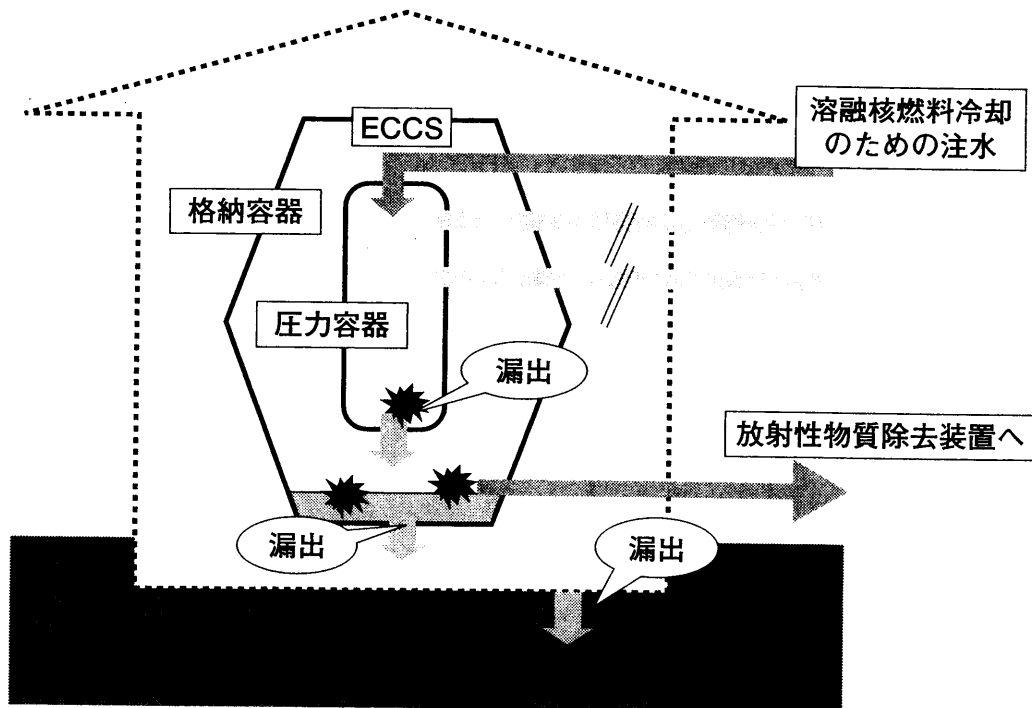 溶融核燃料冷却
のための注水
ECCS
格納容器
圧力容器
漏出
放射性物質除去装置へ
漏出
漏出